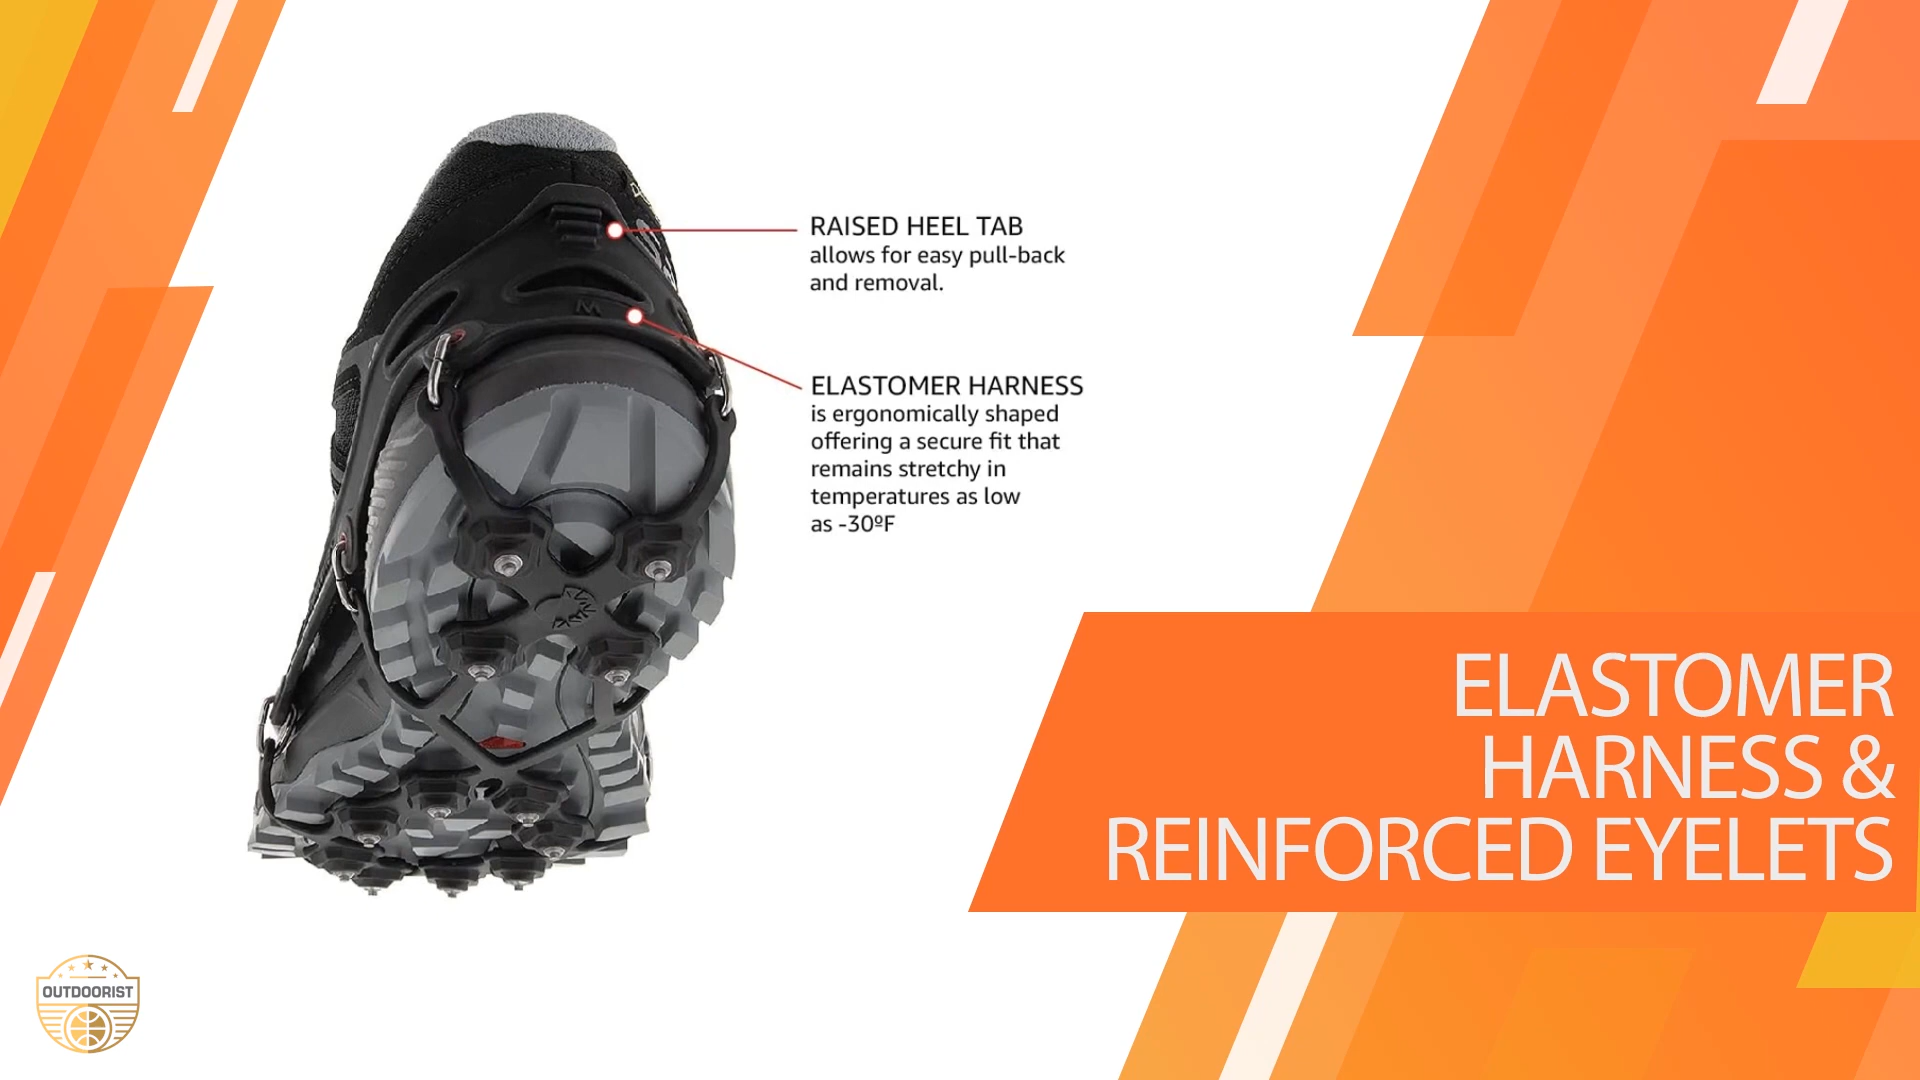 RAISED HEEL TAB
allows for easy pull-back
and removal.
M
ELASTOMER HARNESS
is ergonomically shaped
offering a secure fit that
remains stretchy in
temperatures as low
as -30ºF
ELASTOMER
HARNESS &
REINFORCED EYELETS
OUTDOORIST